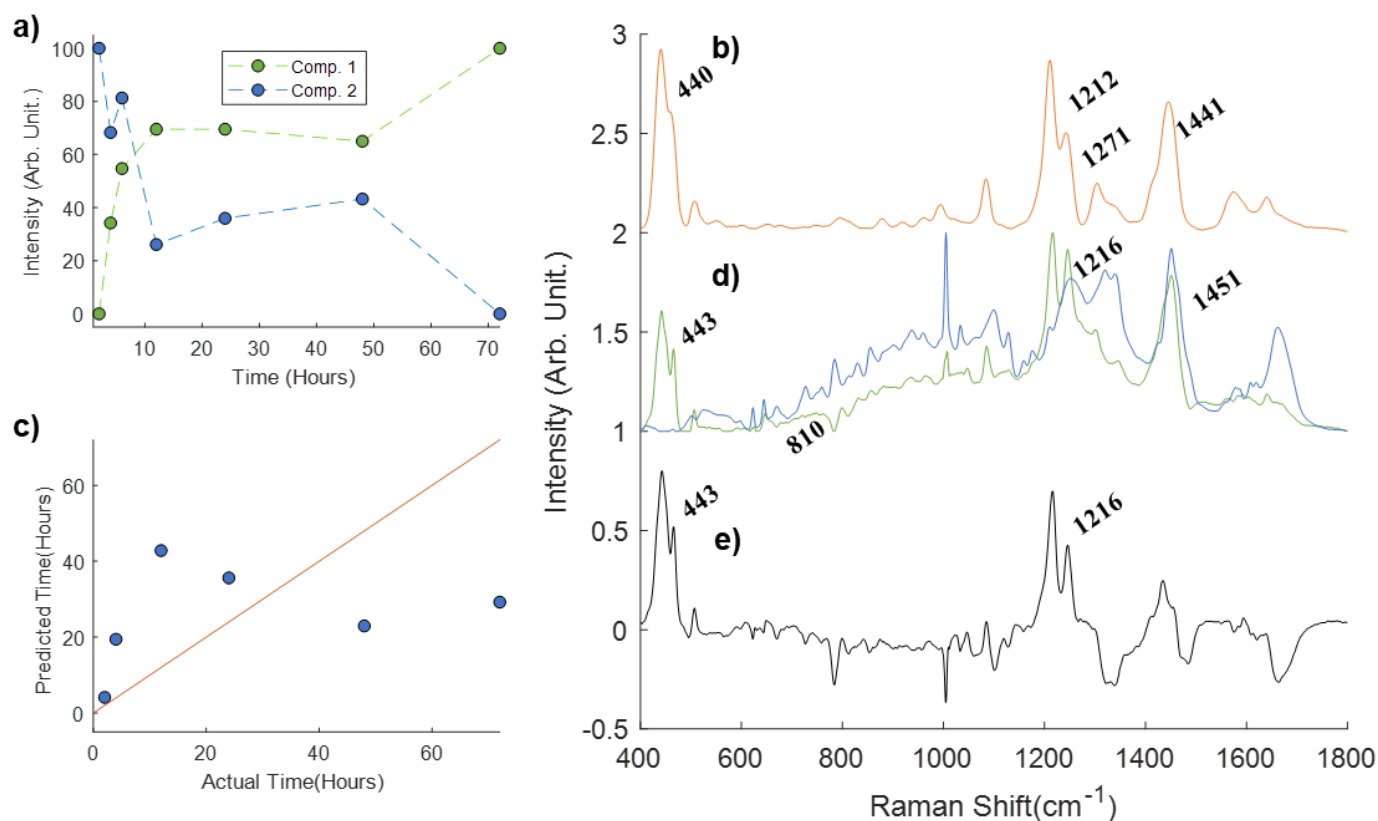 a)
100
80
60
40
20
0
Intensity (Arb. Unit.)
Comp. 1
Comp. 2
10 20 30 40 50 60 70
Time (Hours)
c)
60
40
20
0
Predicted Time(Hours)
0 20 40 60
Actual Time(Hours)
b)
440
1212
1271
1441
d)
443
810
1216
1451
e)
443
1216
3
2.5
2
1.5
1
0.5
0
-0.5
Intensity (Arb. Unit.)
400 600 800 1000 1200 1400 1600 1800
Raman Shift(cm⁻¹)